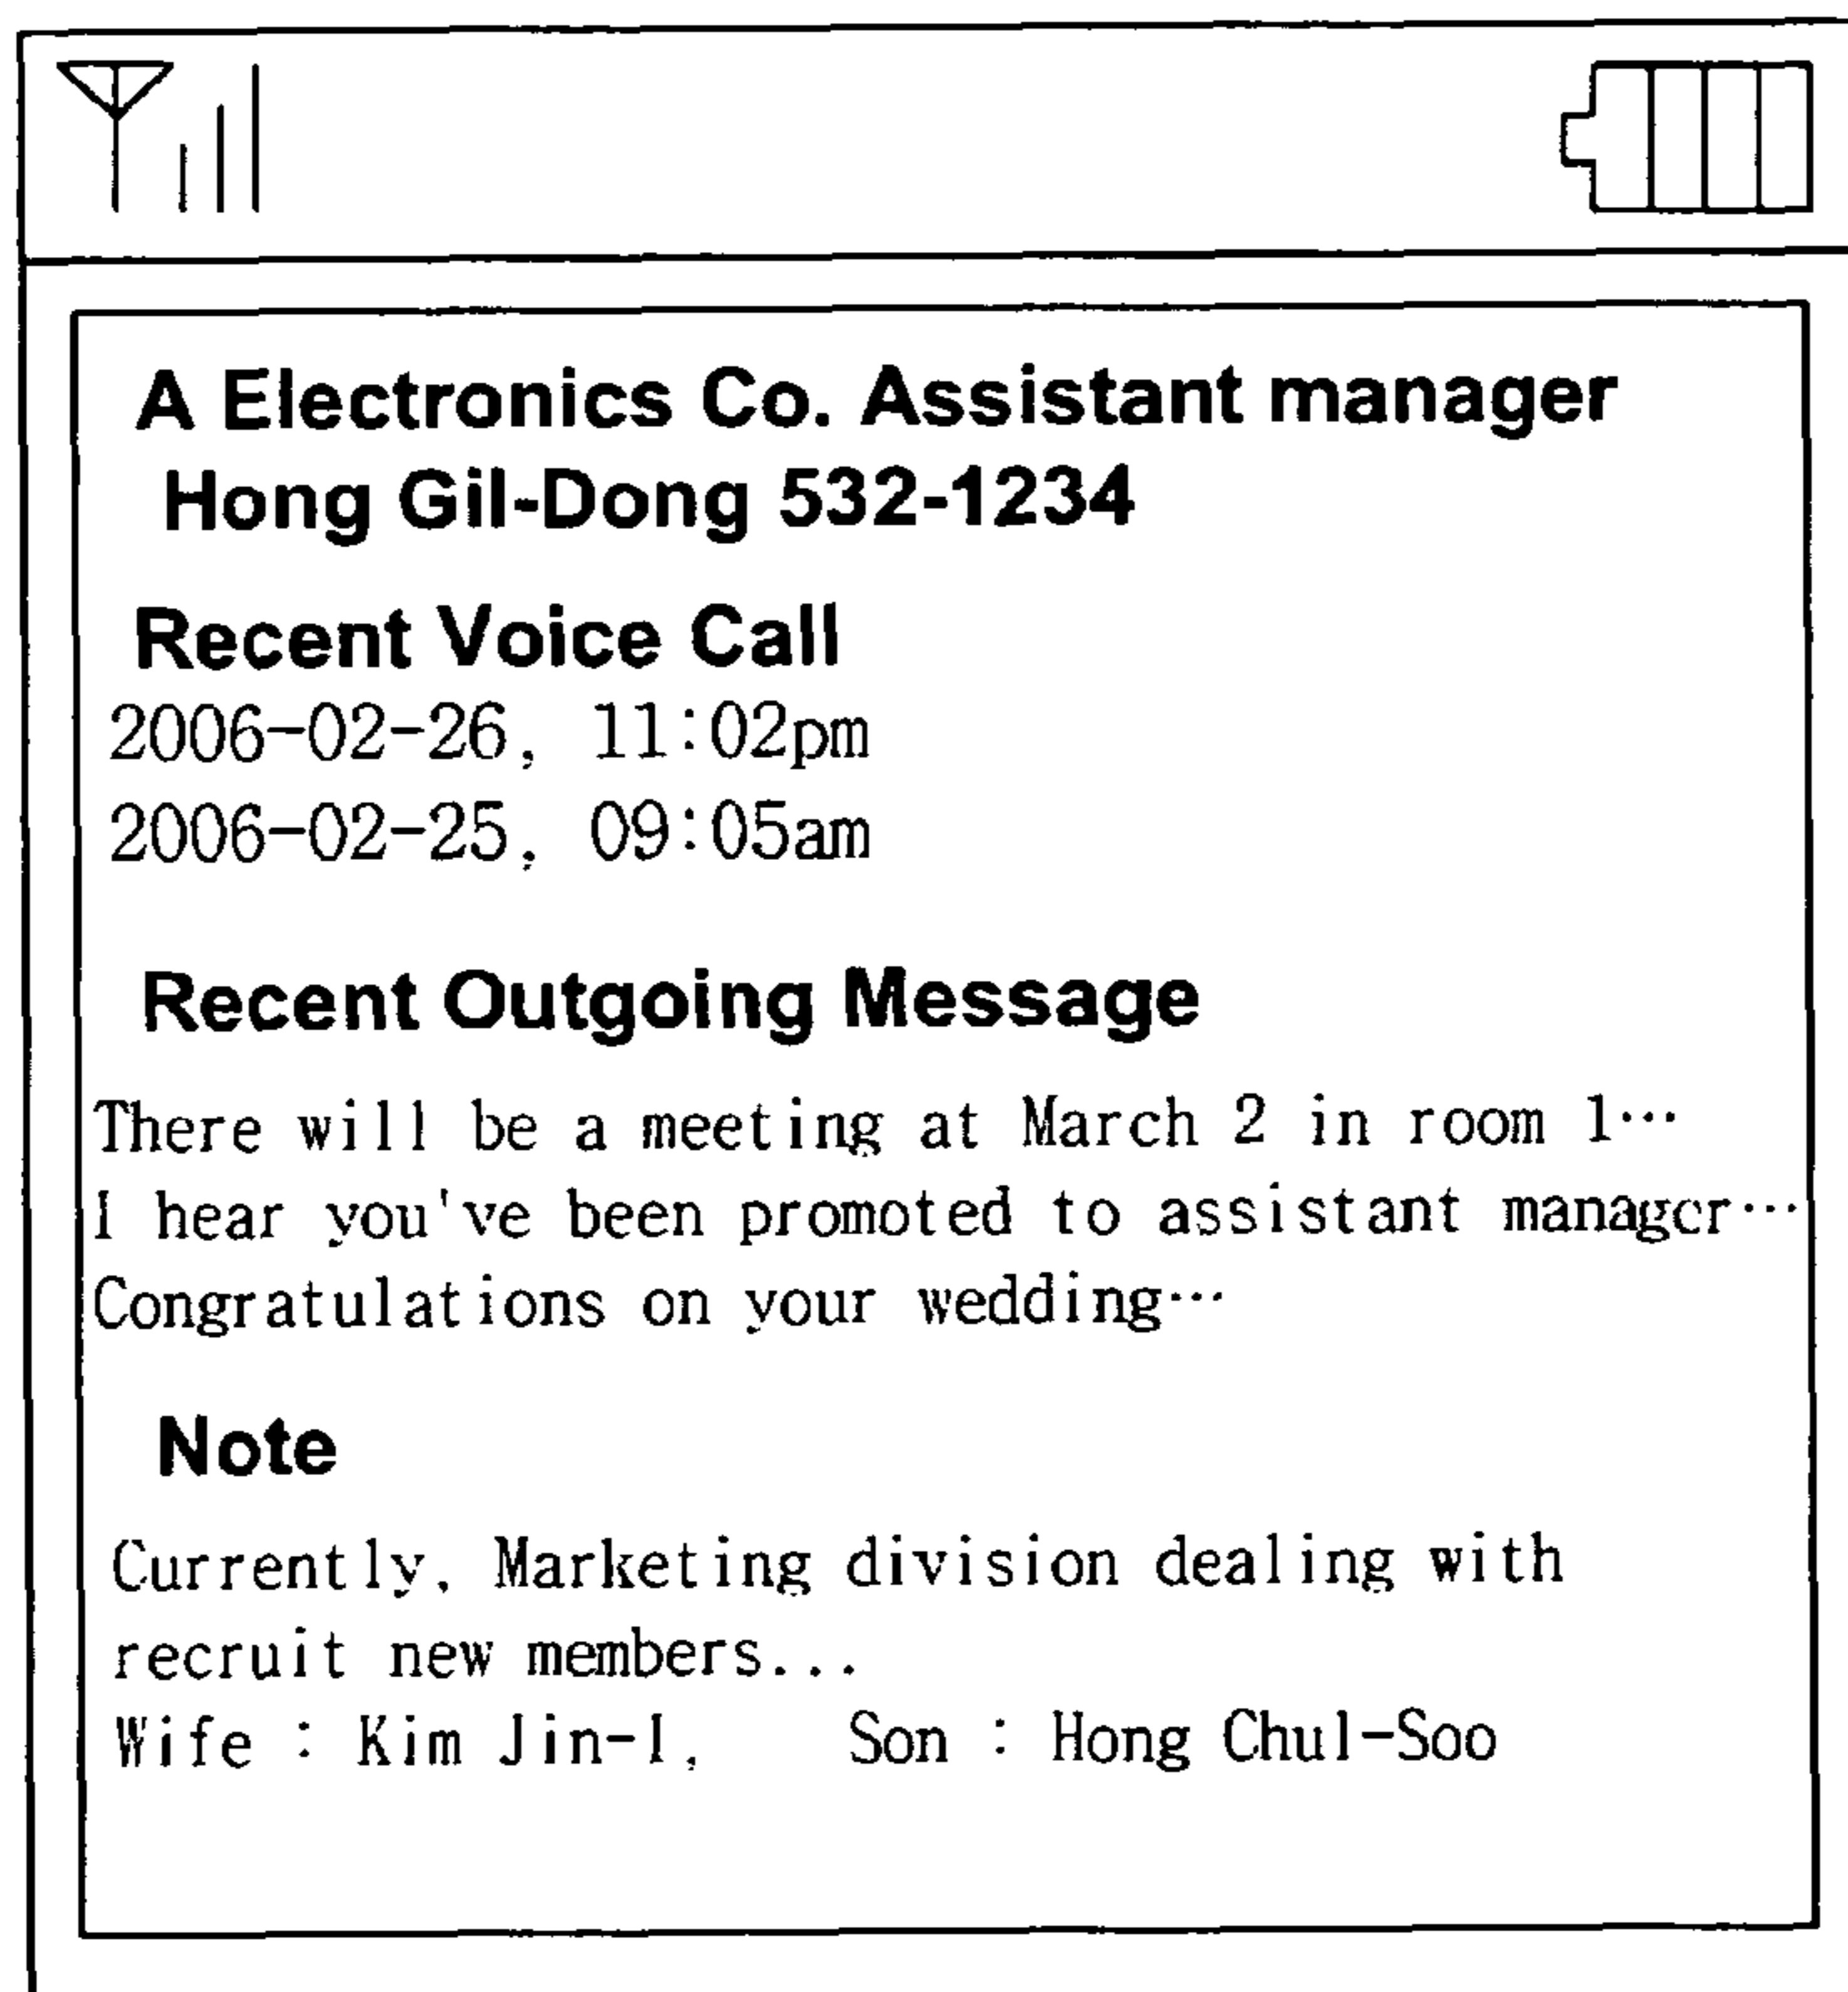 A Electronics Co. Assistant manager
Hong Gil-Dong 532-1234
Recent Voice Call
2006-02-26, 11:02pm
2006-02-25, 09:05am
Recent Outgoing Message
There will be a meeting at March 2 in room 1…
I hear you've been promoted to assistant manager…
Congratulations on your wedding…
Note
Currently, Marketing division dealing with
recruit new members...
Wife : Kim Jin-I, Son : Hong Chul-Soo